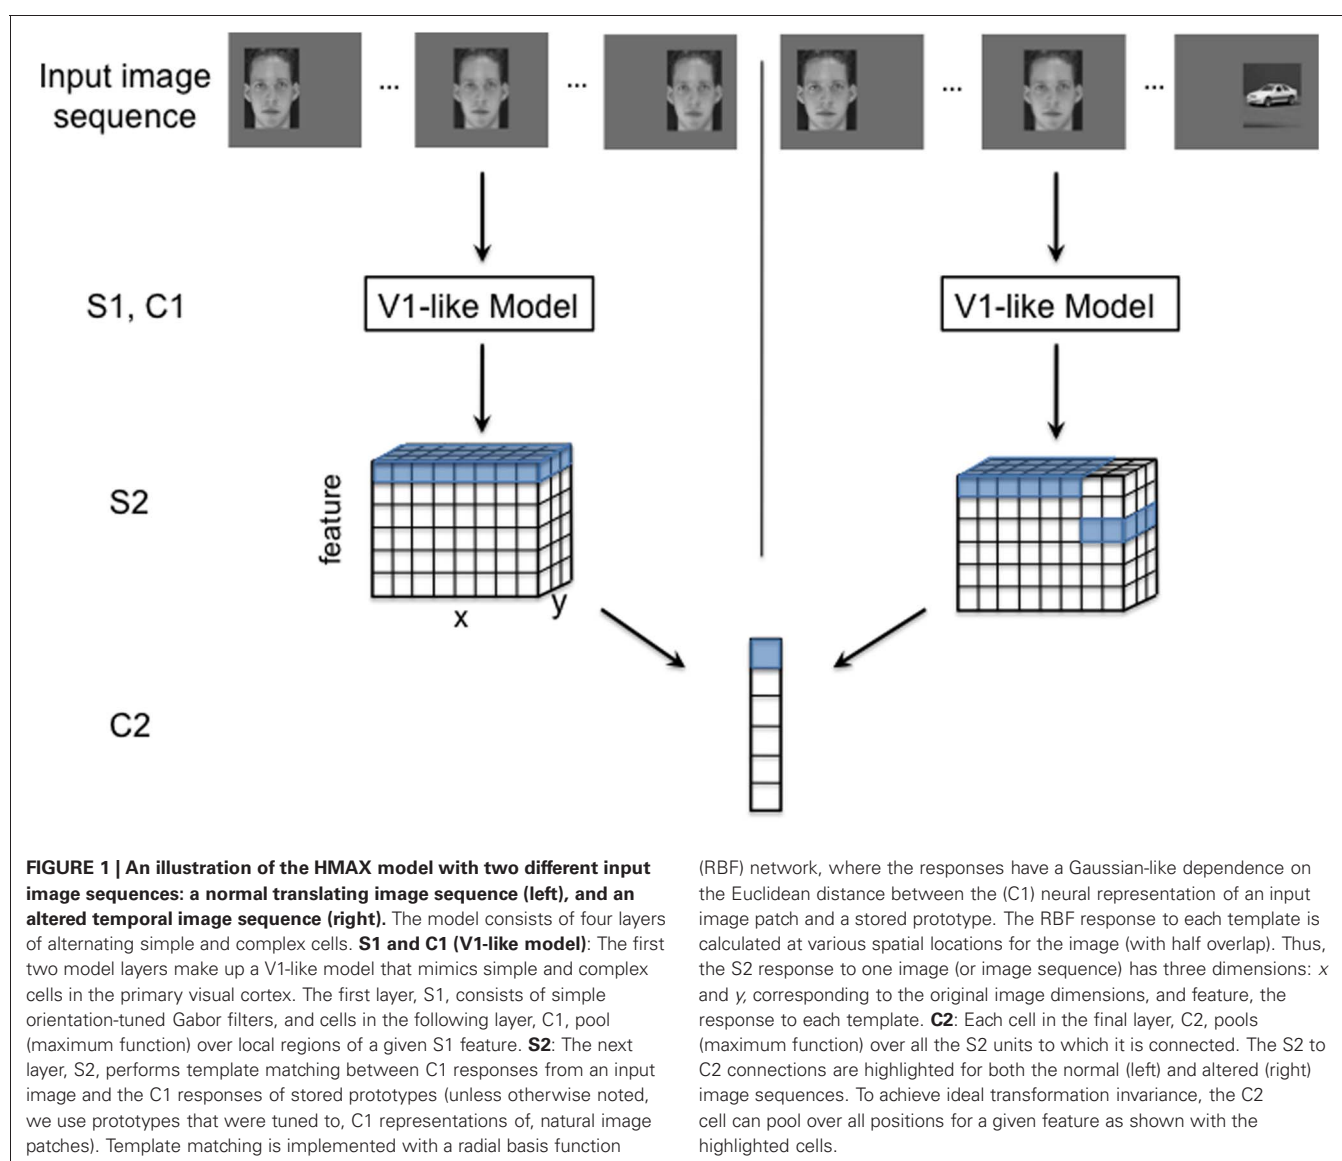 Input image
sequence
...
...
...
...
S1, C1
V1-like Model
V1-like Model
S2
feature
x
y
C2
FIGURE 1 | An illustration of the HMAX model with two different input
image sequences: a normal translating image sequence (left), and an
altered temporal image sequence (right). The model consists of four layers
of alternating simple and complex cells. S1 and C1 (V1-like model): The first
two model layers make up a V1-like model that mimics simple and complex
cells in the primary visual cortex. The first layer, S1, consists of simple
orientation-tuned Gabor filters, and cells in the following layer, C1, pool
(maximum function) over local regions of a given S1 feature. S2: The next
layer, S2, performs template matching between C1 responses from an input
image and the C1 responses of stored prototypes (unless otherwise noted,
we use prototypes that were tuned to, C1 representations of, natural image
patches). Template matching is implemented with a radial basis function
(RBF) network, where the responses have a Gaussian-like dependence on
the Euclidean distance between the (C1) neural representation of an input
image patch and a stored prototype. The RBF response to each template is
calculated at various spatial locations for the image (with half overlap). Thus,
the S2 response to one image (or image sequence) has three dimensions: x
and y, corresponding to the original image dimensions, and feature, the
response to each template. C2: Each cell in the final layer, C2, pools
(maximum function) over all the S2 units to which it is connected. The S2 to
C2 connections are highlighted for both the normal (left) and altered (right)
image sequences. To achieve ideal transformation invariance, the C2
cell can pool over all positions for a given feature as shown with the
highlighted cells.